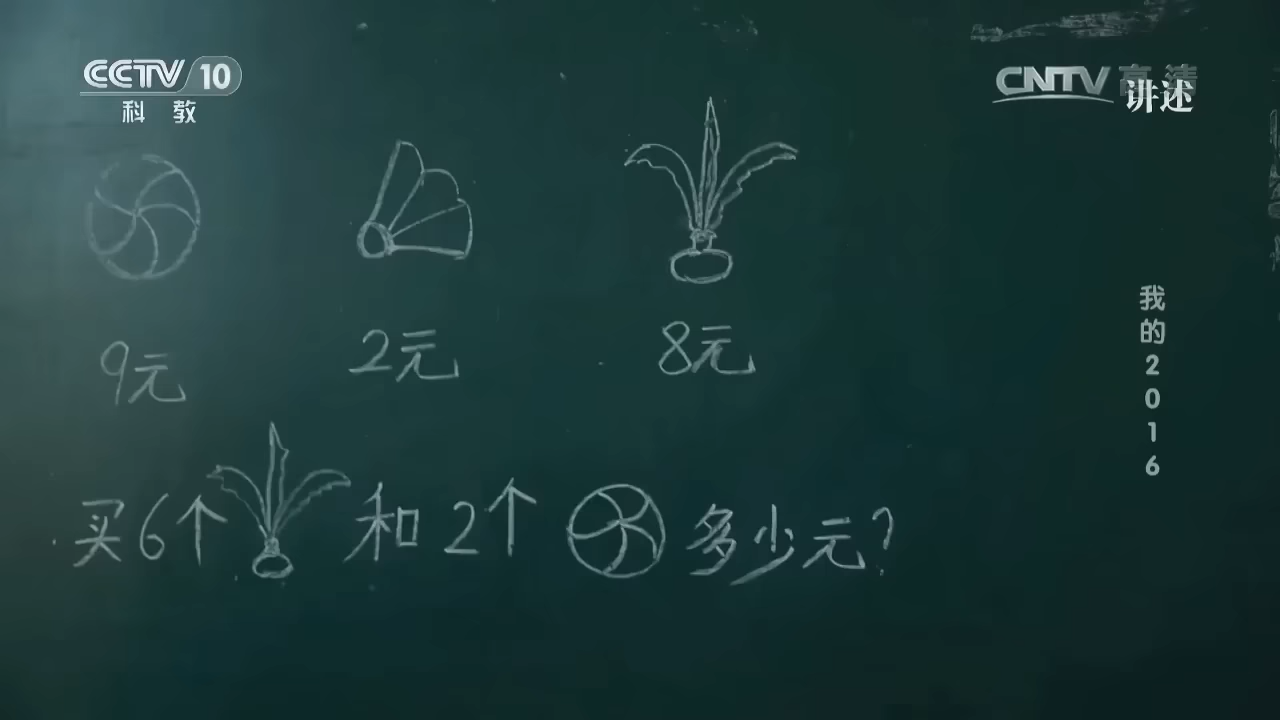 CCTV 10
科教
CNTV 高清
讲述
我的2016
9元 2元 8元
买6个 和2个 多少元?